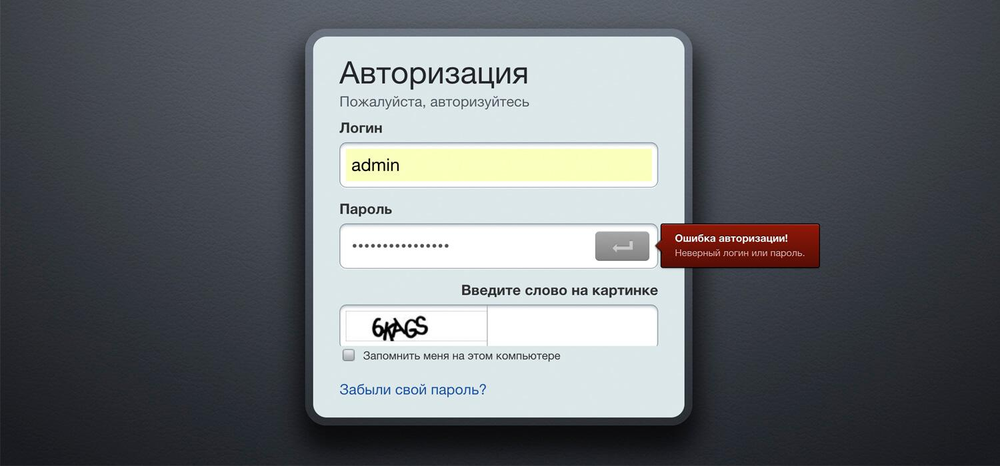 Авторизация
Пожалуйста, авторизуйтесь
Логин
admin
Пароль
••••••••••••••••
Ошибка авторизации!
Неверный логин или пароль.
Введите слово на картинке
6KAGS
Запомнить меня на этом компьютере
Забыли свой пароль?